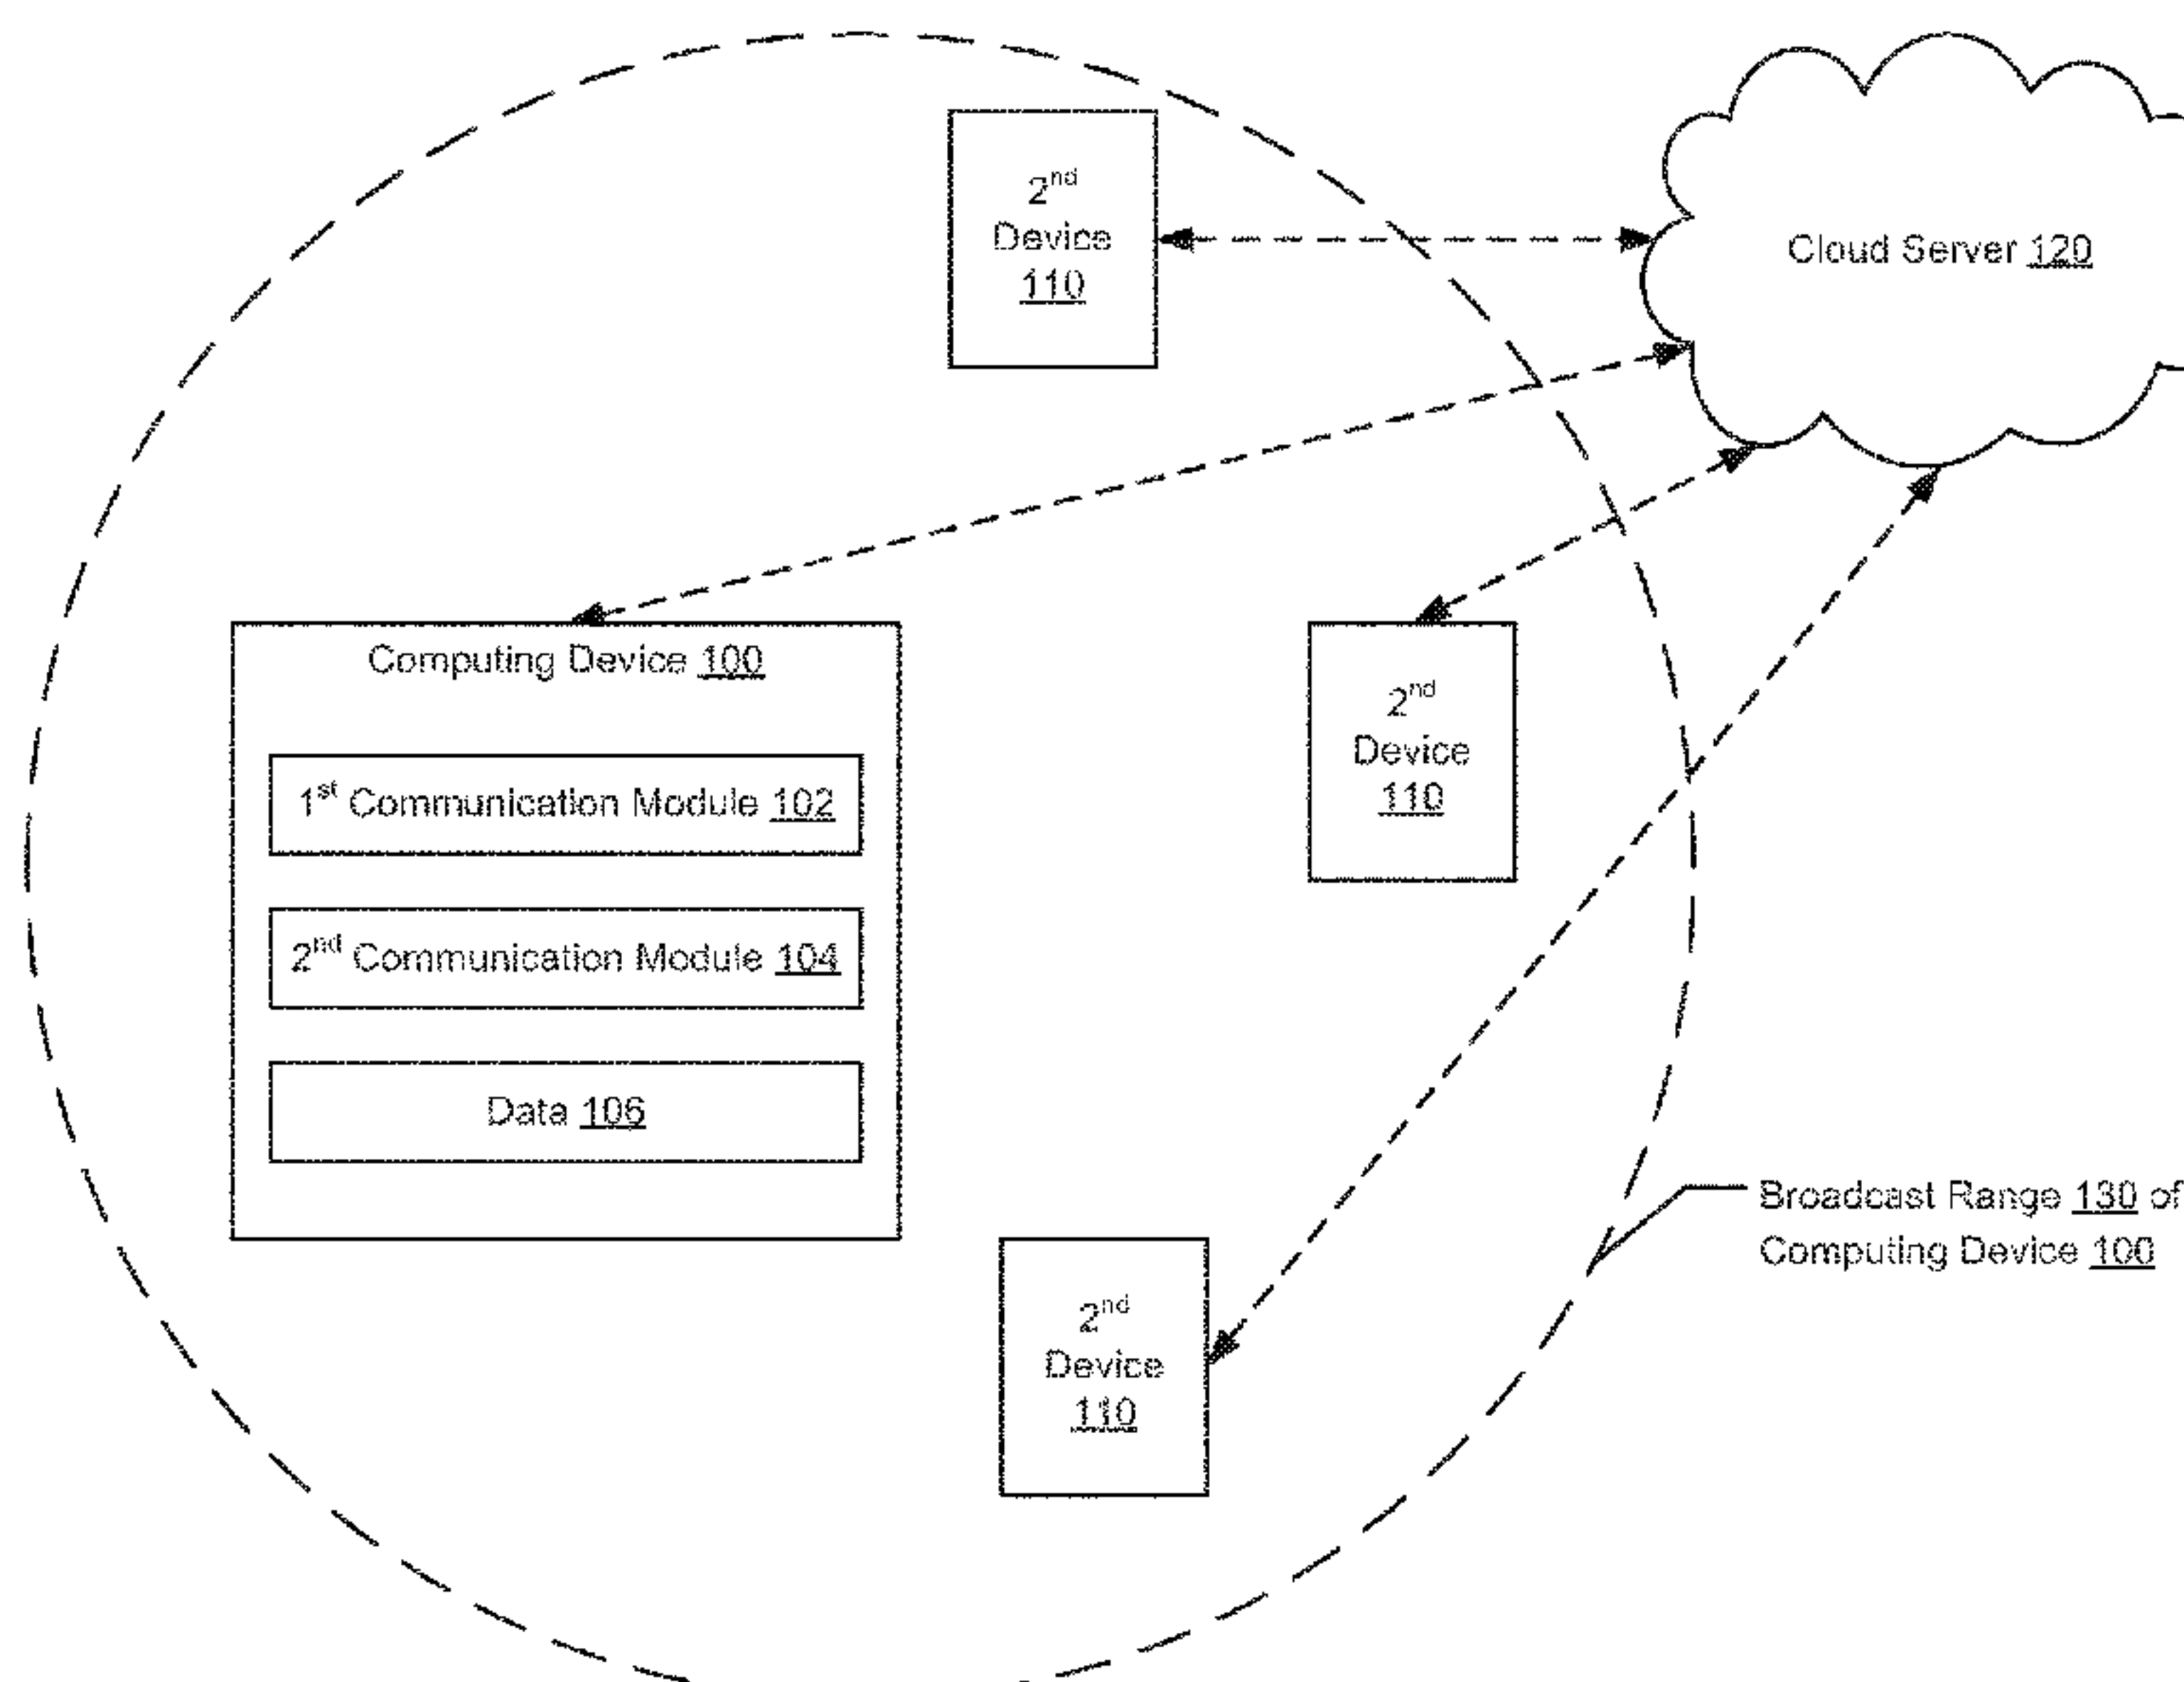 2nd
Device
110
Cloud Server 120
Computing Device 100
1st Communication Module 102
2nd Communication Module 104
Data 106
2nd
Device
110
2nd
Device
110
Broadcast Range 130 of
Computing Device 100